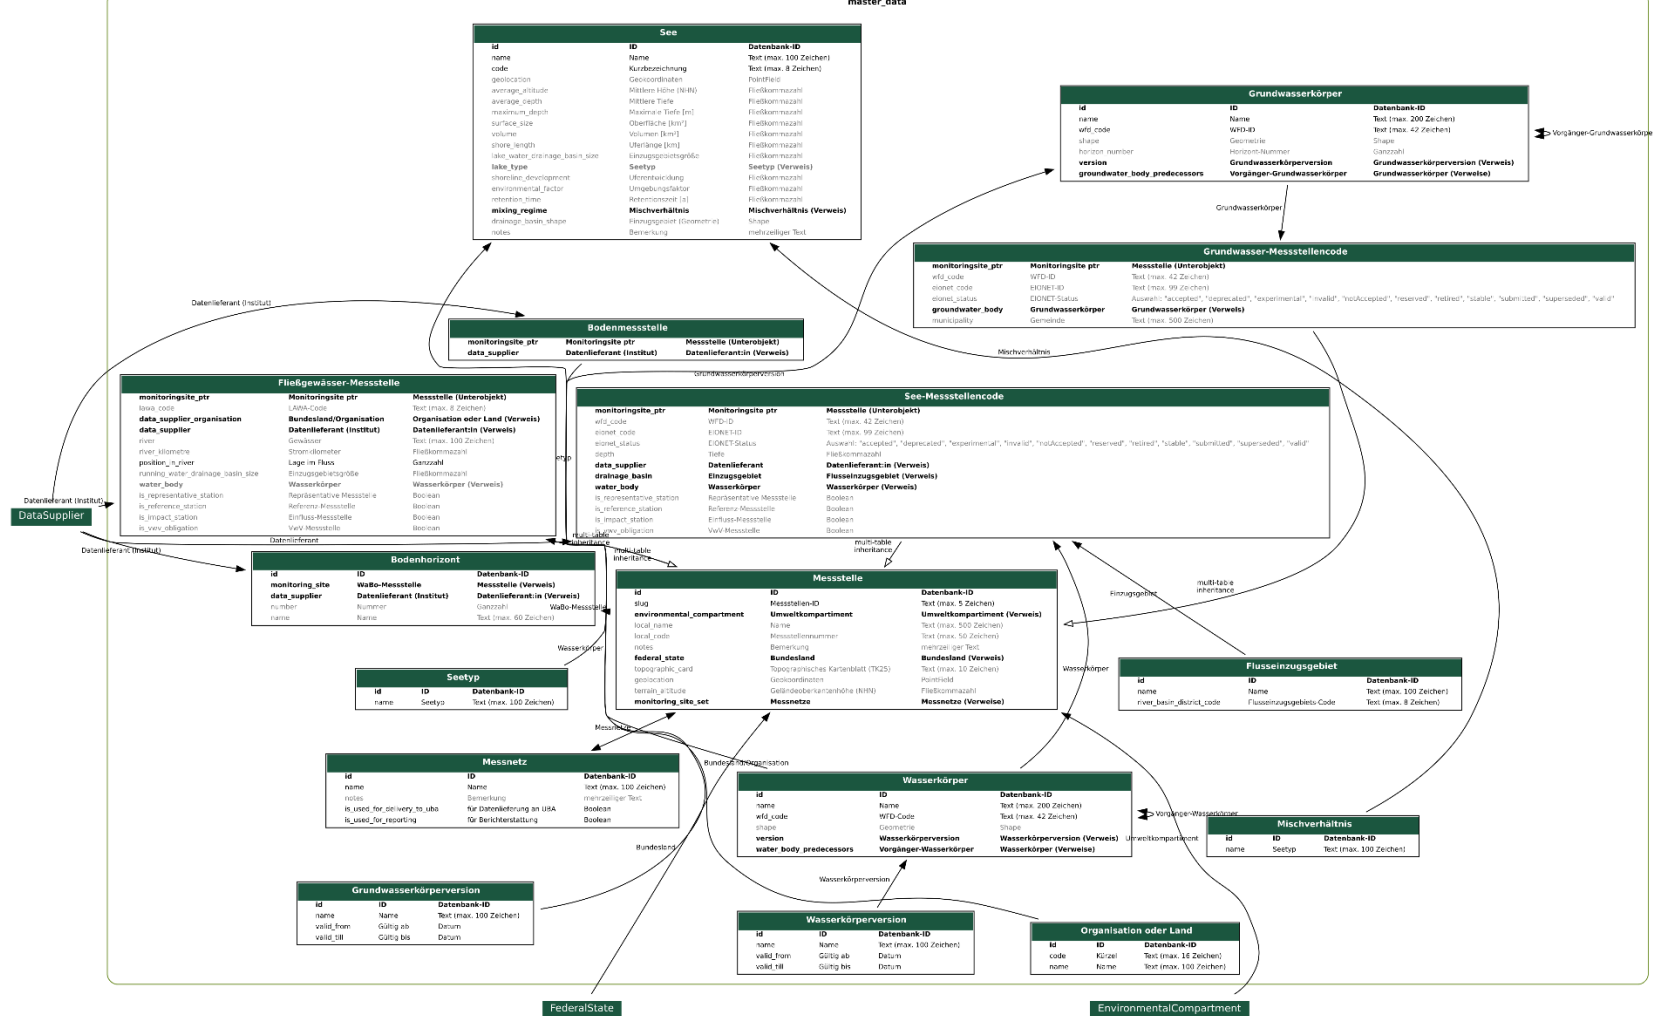 master_data
See
id ID Datenbank-ID
name Name Text (max. 100 Zeichen)
code Kurzbezeichnung Text (max. 8 Zeichen)
geolocation Geokoordinaten PointField
average_altitude Mittlere Höhe (NHN) Fließkommazahl
average_depth Mittlere Tiefe Fließkommazahl
maximum_depth Maximale Tiefe [m] Fließkommazahl
surface_size Oberfläche [km²] Fließkommazahl
volume Volumen [km³] Fließkommazahl
shore_length Uferlänge [km] Fließkommazahl
lake_water_drainage_basin_size Einzugsgebietsgröße Fließkommazahl
lake_type Seetyp Seetyp (Verweis)
shoreline_development Uferentwicklung Fließkommazahl
environmental_factor Umgebungsfaktor Fließkommazahl
retention_time Retentionszeit [a] Fließkommazahl
mixing_regime Mischverhältnis Mischverhältnis (Verweis)
drainage_basin_shape Einzugsgebiet (Geometrie) Shape
notes Bemerkung mehrzeiliger Text
Grundwasserkörper
id ID Datenbank-ID
name Name Text (max. 200 Zeichen)
wfd_code WFD-ID Text (max. 42 Zeichen)
shape Geometrie Shape
horizon_number Horizont-Nummer Ganzzahl
version Grundwasserkörperversion Grundwasserkörperversion (Verweis)
groundwater_body_predecessors Vorgänger-Grundwasserkörper Grundwasserkörper (Verweise)
Vorgänger-Grundwasserkörpe
Grundwasserkörper
Grundwasser-Messstellencode
monitoringsite_ptr Monitoringsite ptr Messstelle (Unterobjekt)
wfd_code WFD-ID Text (max. 42 Zeichen)
eionet_code EIONET-ID Text (max. 99 Zeichen)
eionet_status EIONET-Status Auswahl: "accepted", "deprecated", "experimental", "invalid", "notAccepted", "reserved", "retired", "stable", "submitted", "superseded", "valid"
groundwater_body Grundwasserkörper Grundwasserkörper (Verweis)
municipality Gemeinde Text (max. 500 Zeichen)
Datenlieferant (Institut)
Bodenmessstelle
monitoringsite_ptr Monitoringsite ptr Messstelle (Unterobjekt)
data_supplier Datenlieferant (Institut) Datenlieferant:in (Verweis)
Mischverhältnis
Grundwasserkörperversion
Fließgewässer-Messstelle
monitoringsite_ptr Monitoringsite ptr Messstelle (Unterobjekt)
lawa_code LAWA-Code Text (max. 8 Zeichen)
data_supplier_organisation Bundesland/Organisation Organisation oder Land (Verweis)
data_supplier Datenlieferant (Institut) Datenlieferant:in (Verweis)
river Gewässer Text (max. 100 Zeichen)
river_kilometre Stromkilometer Fließkommazahl
position_in_river Lage im Fluss Ganzzahl
running_water_drainage_basin_size Einzugsgebietsgröße Fließkommazahl
water_body Wasserkörper Wasserkörper (Verweis)
is_representative_station Repräsentative Messstelle Boolean
is_reference_station Referenz-Messstelle Boolean
is_impact_station Einfluss-Messstelle Boolean
is_vwv_obligation VwV-Messstelle Boolean
etyp
See-Messstellencode
monitoringsite_ptr Monitoringsite ptr Messstelle (Unterobjekt)
wfd_code WFD-ID Text (max. 42 Zeichen)
eionet_code EIONET-ID Text (max. 99 Zeichen)
eionet_status EIONET-Status Auswahl: "accepted", "deprecated", "experimental", "invalid", "notAccepted", "reserved", "retired", "stable", "submitted", "superseded", "valid"
depth Tiefe Fließkommazahl
data_supplier Datenlieferant Datenlieferant:in (Verweis)
drainage_basin Einzugsgebiet Flusseinzugsgebiet (Verweis)
water_body Wasserkörper Wasserkörper (Verweis)
is_representative_station Repräsentative Messstelle Boolean
is_reference_station Referenz-Messstelle Boolean
is_impact_station Einfluss-Messstelle Boolean
is_vwv_obligation VwV-Messstelle Boolean
Datenlieferant (Institut)
DataSupplier
Datenlieferant
Datenlieferant (Institut)
multi-table
inheritance
multi-table
inheritance
multi-table
inheritance
Bodenhorizont
id ID Datenbank-ID
monitoring_site WaBo-Messstelle Messstelle (Verweis)
data_supplier Datenlieferant (Institut) Datenlieferant:in (Verweis)
number Nummer Ganzzahl
name Name Text (max. 60 Zeichen)
WaBo-Messstelle
Messstelle
id ID Datenbank-ID
slug Messstellen-ID Text (max. 5 Zeichen)
environmental_compartment Umweltkompartiment Umweltkompartiment (Verweis)
local_name Name Text (max. 500 Zeichen)
local_code Messstellennummer Text (max. 50 Zeichen)
notes Bemerkung mehrzeiliger Text
federal_state Bundesland Bundesland (Verweis)
topographic_card Topographisches Kartenblatt (TK25) Text (max. 10 Zeichen)
geolocation Geokoordinaten PointField
terrain_altitude Geländeoberkantenhöhe (NHN) Fließkommazahl
monitoring_site_set Messnetze Messnetze (Verweise)
Einzugsgebiet
multi-table
inheritance
Wasserkörper
Wasserkörper
Seetyp
id ID Datenbank-ID
name Seetyp Text (max. 100 Zeichen)
Flusseinzugsgebiet
id ID Datenbank-ID
name Name Text (max. 100 Zeichen)
river_basin_district_code Flusseinzugsgebiets-Code Text (max. 8 Zeichen)
Messnetze
Messnetz
id ID Datenbank-ID
name Name Text (max. 100 Zeichen)
notes Bemerkung mehrzeiliger Text
is_used_for_delivery_to_uba für Datenlieferung an UBA Boolean
is_used_for_reporting für Berichterstattung Boolean
Bundesland/Organisation
Wasserkörper
id ID Datenbank-ID
name Name Text (max. 200 Zeichen)
wfd_code WFD-Code Text (max. 42 Zeichen)
shape Geometrie Shape
version Wasserkörperversion Wasserkörperversion (Verweis)
water_body_predecessors Vorgänger-Wasserkörper Wasserkörper (Verweise)
Vorgänger-Wasserkörper
Umweltkompartiment
Mischverhältnis
id ID Datenbank-ID
name Seetyp Text (max. 100 Zeichen)
Bundesland
Wasserkörperversion
Grundwasserkörperversion
id ID Datenbank-ID
name Name Text (max. 100 Zeichen)
valid_from Gültig ab Datum
valid_till Gültig bis Datum
Wasserkörperversion
id ID Datenbank-ID
name Name Text (max. 100 Zeichen)
valid_from Gültig ab Datum
valid_till Gültig bis Datum
Organisation oder Land
id ID Datenbank-ID
code Kürzel Text (max. 16 Zeichen)
name Name Text (max. 100 Zeichen)
FederalState
EnvironmentalCompartment